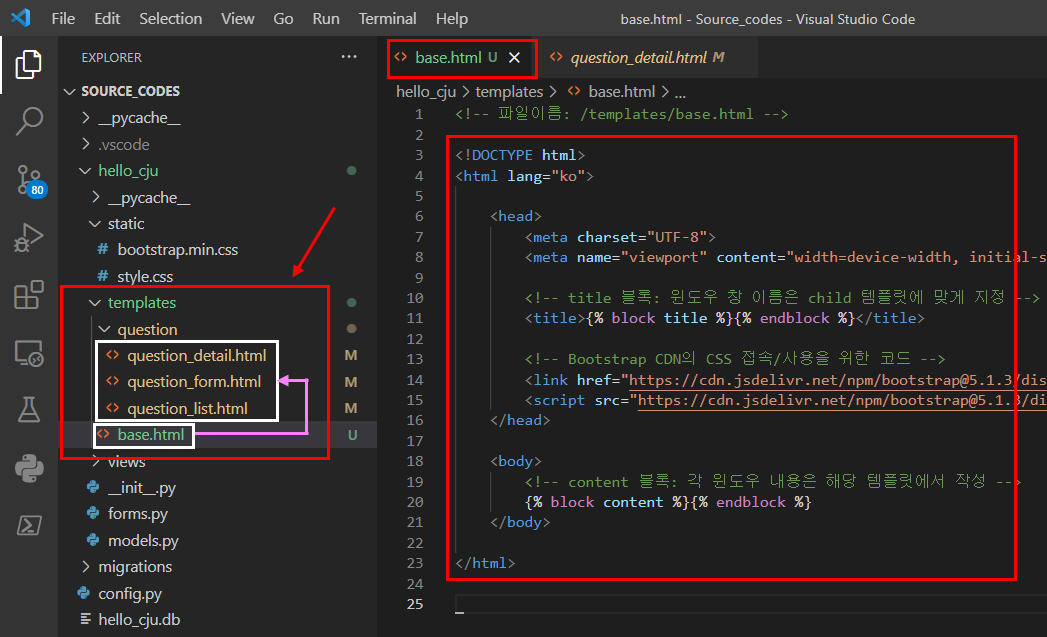 File Edit Selection View Go Run Terminal Help base.html - Source_codes - Visual Studio Code
EXPLORER ...
SOURCE_CODES
__pycache__
.vscode
hello_cju
__pycache__
static
# bootstrap.min.css
# style.css
templates
question
<> question_detail.html M
<> question_form.html M
<> question_list.html M
<> base.html U
views
__init__.py
forms.py
models.py
migrations
config.py
hello_cju.db
80
<> base.html U × <> question_detail.html M
hello_cju > templates > <> base.html > ...
1 <!-- 파일이름: /templates/base.html -->
2
3 <!DOCTYPE html>
4 <html lang="ko">
5
6 <head>
7 <meta charset="UTF-8">
8 <meta name="viewport" content="width=device-width, initial-s
9
10 <!-- title 블록: 윈도우 창 이름은 child 템플릿에 맞게 지정 -->
11 <title>{% block title %}{% endblock %}</title>
12
13 <!-- Bootstrap CDN의 CSS 접속/사용을 위한 코드 -->
14 <link href="https://cdn.jsdelivr.net/npm/bootstrap@5.1.3/dis
15 <script src="https://cdn.jsdelivr.net/npm/bootstrap@5.1.3/di
16 </head>
17
18 <body>
19 <!-- content 블록: 각 윈도우 내용은 해당 템플릿에서 작성 -->
20 {% block content %}{% endblock %}
21 </body>
22
23 </html>
24
25